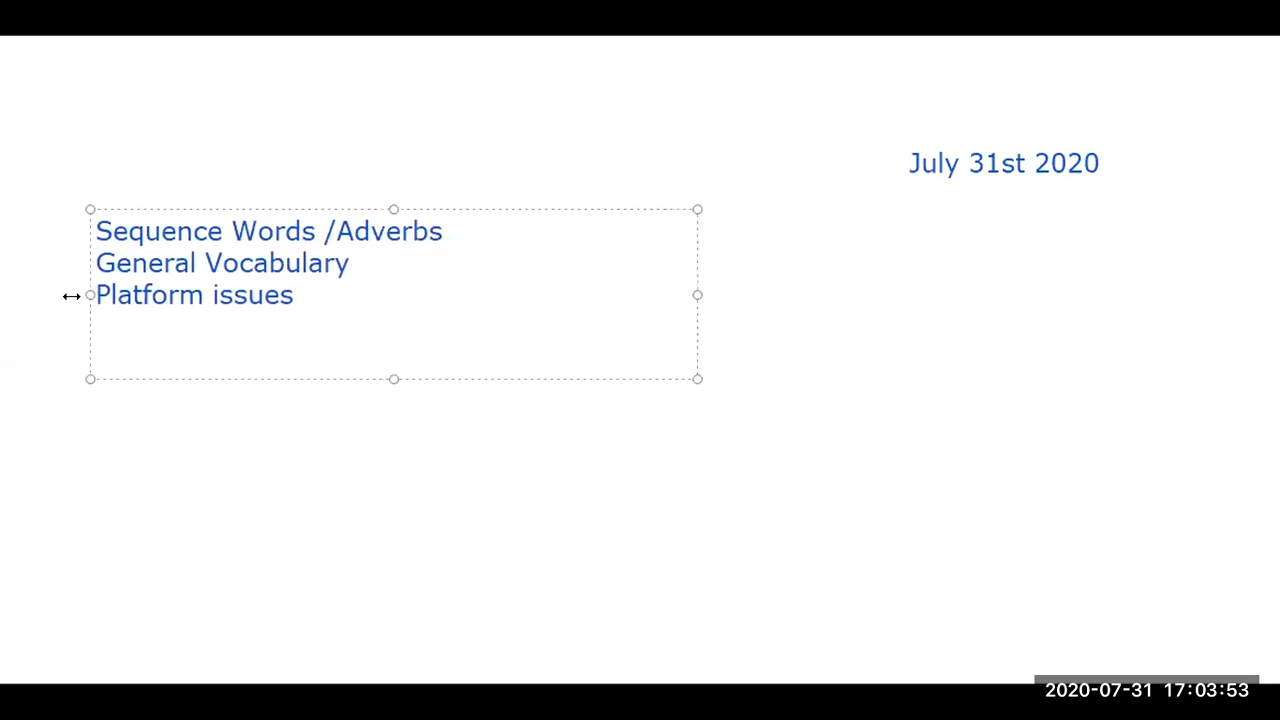 July 31st 2020
Sequence Words /Adverbs
General Vocabulary
Platform issues
2020-07-31 17:03:53